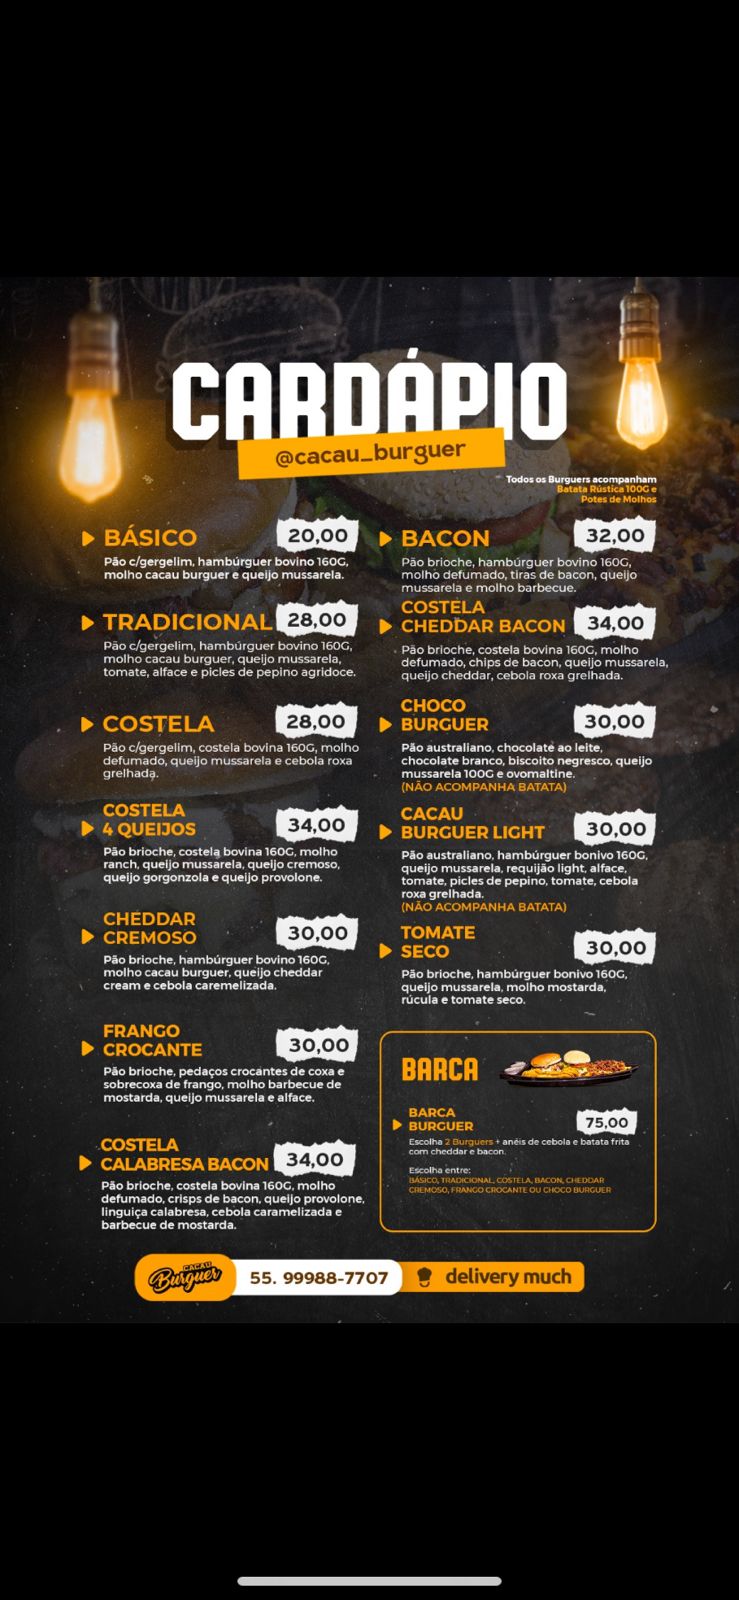 CARDÁPIO
@cacau_burguer
Todos os Burguers acompanham
Batata Rústica 100G e
Potes de Molhos
BÁSICO 20,00
Pão c/gergelim, hambúrguer bovino 160G,
molho cacau burguer e queijo mussarela.
TRADICIONAL 28,00
Pão c/gergelim, hambúrguer bovino 160G,
molho cacau burguer, queijo mussarela,
tomate, alface e picles de pepino agridoce.
COSTELA 28,00
Pão c/gergelim, costela bovina 160G, molho
defumado, queijo mussarela e cebola roxa
grelhada.
COSTELA
4 QUEIJOS 34,00
Pão brioche, costela bovina 160G, molho
ranch, queijo mussarela, queijo cremoso,
queijo gorgonzola e queijo provolone.
CHEDDAR
CREMOSO 30,00
Pão brioche, hambúrguer bovino 160G,
molho cacau burguer, queijo cheddar
cream e cebola caremelizada.
FRANGO
CROCANTE 30,00
Pão brioche, pedaços crocantes de coxa e
sobrecoxa de frango, molho barbecue de
mostarda, queijo mussarela e alface.
COSTELA
CALABRESA BACON 34,00
Pão brioche, costela bovina 160G, molho
defumado, crisps de bacon, queijo provolone,
linguiça calabresa, cebola caramelizada e
barbecue de mostarda.
BACON 32,00
Pão brioche, hambúrguer bovino 160G,
molho defumado, tiras de bacon, queijo
mussarela e molho barbecue.
COSTELA
CHEDDAR BACON 34,00
Pão brioche, costela bovina 160G, molho
defumado, chips de bacon, queijo mussarela,
queijo cheddar, cebola roxa grelhada.
CHOCO
BURGUER 30,00
Pão australiano, chocolate ao leite,
chocolate branco, biscoito negresco, queijo
mussarela 100G e ovomaltine.
(NÃO ACOMPANHA BATATA)
CACAU
BURGUER LIGHT 30,00
Pão australiano, hambúrguer bonivo 160G,
queijo mussarela, requijão light, alface,
tomate, picles de pepino, tomate, cebola
roxa grelhada.
(NÃO ACOMPANHA BATATA)
TOMATE
SECO 30,00
Pão brioche, hambúrguer bonivo 160G,
queijo mussarela, molho mostarda,
rúcula e tomate seco.
BARCA
BARCA
BURGUER 75,00
Escolha 2 Burguers + anéis de cebola e batata frita
com cheddar e bacon.
Escolha entre:
BÁSICO, TRADICIONAL, COSTELA, BACON, CHEDDAR
CREMOSO, FRANGO CROCANTE OU CHOCO BURGUER
CACAU
Burguer
55. 99988-7707
delivery much